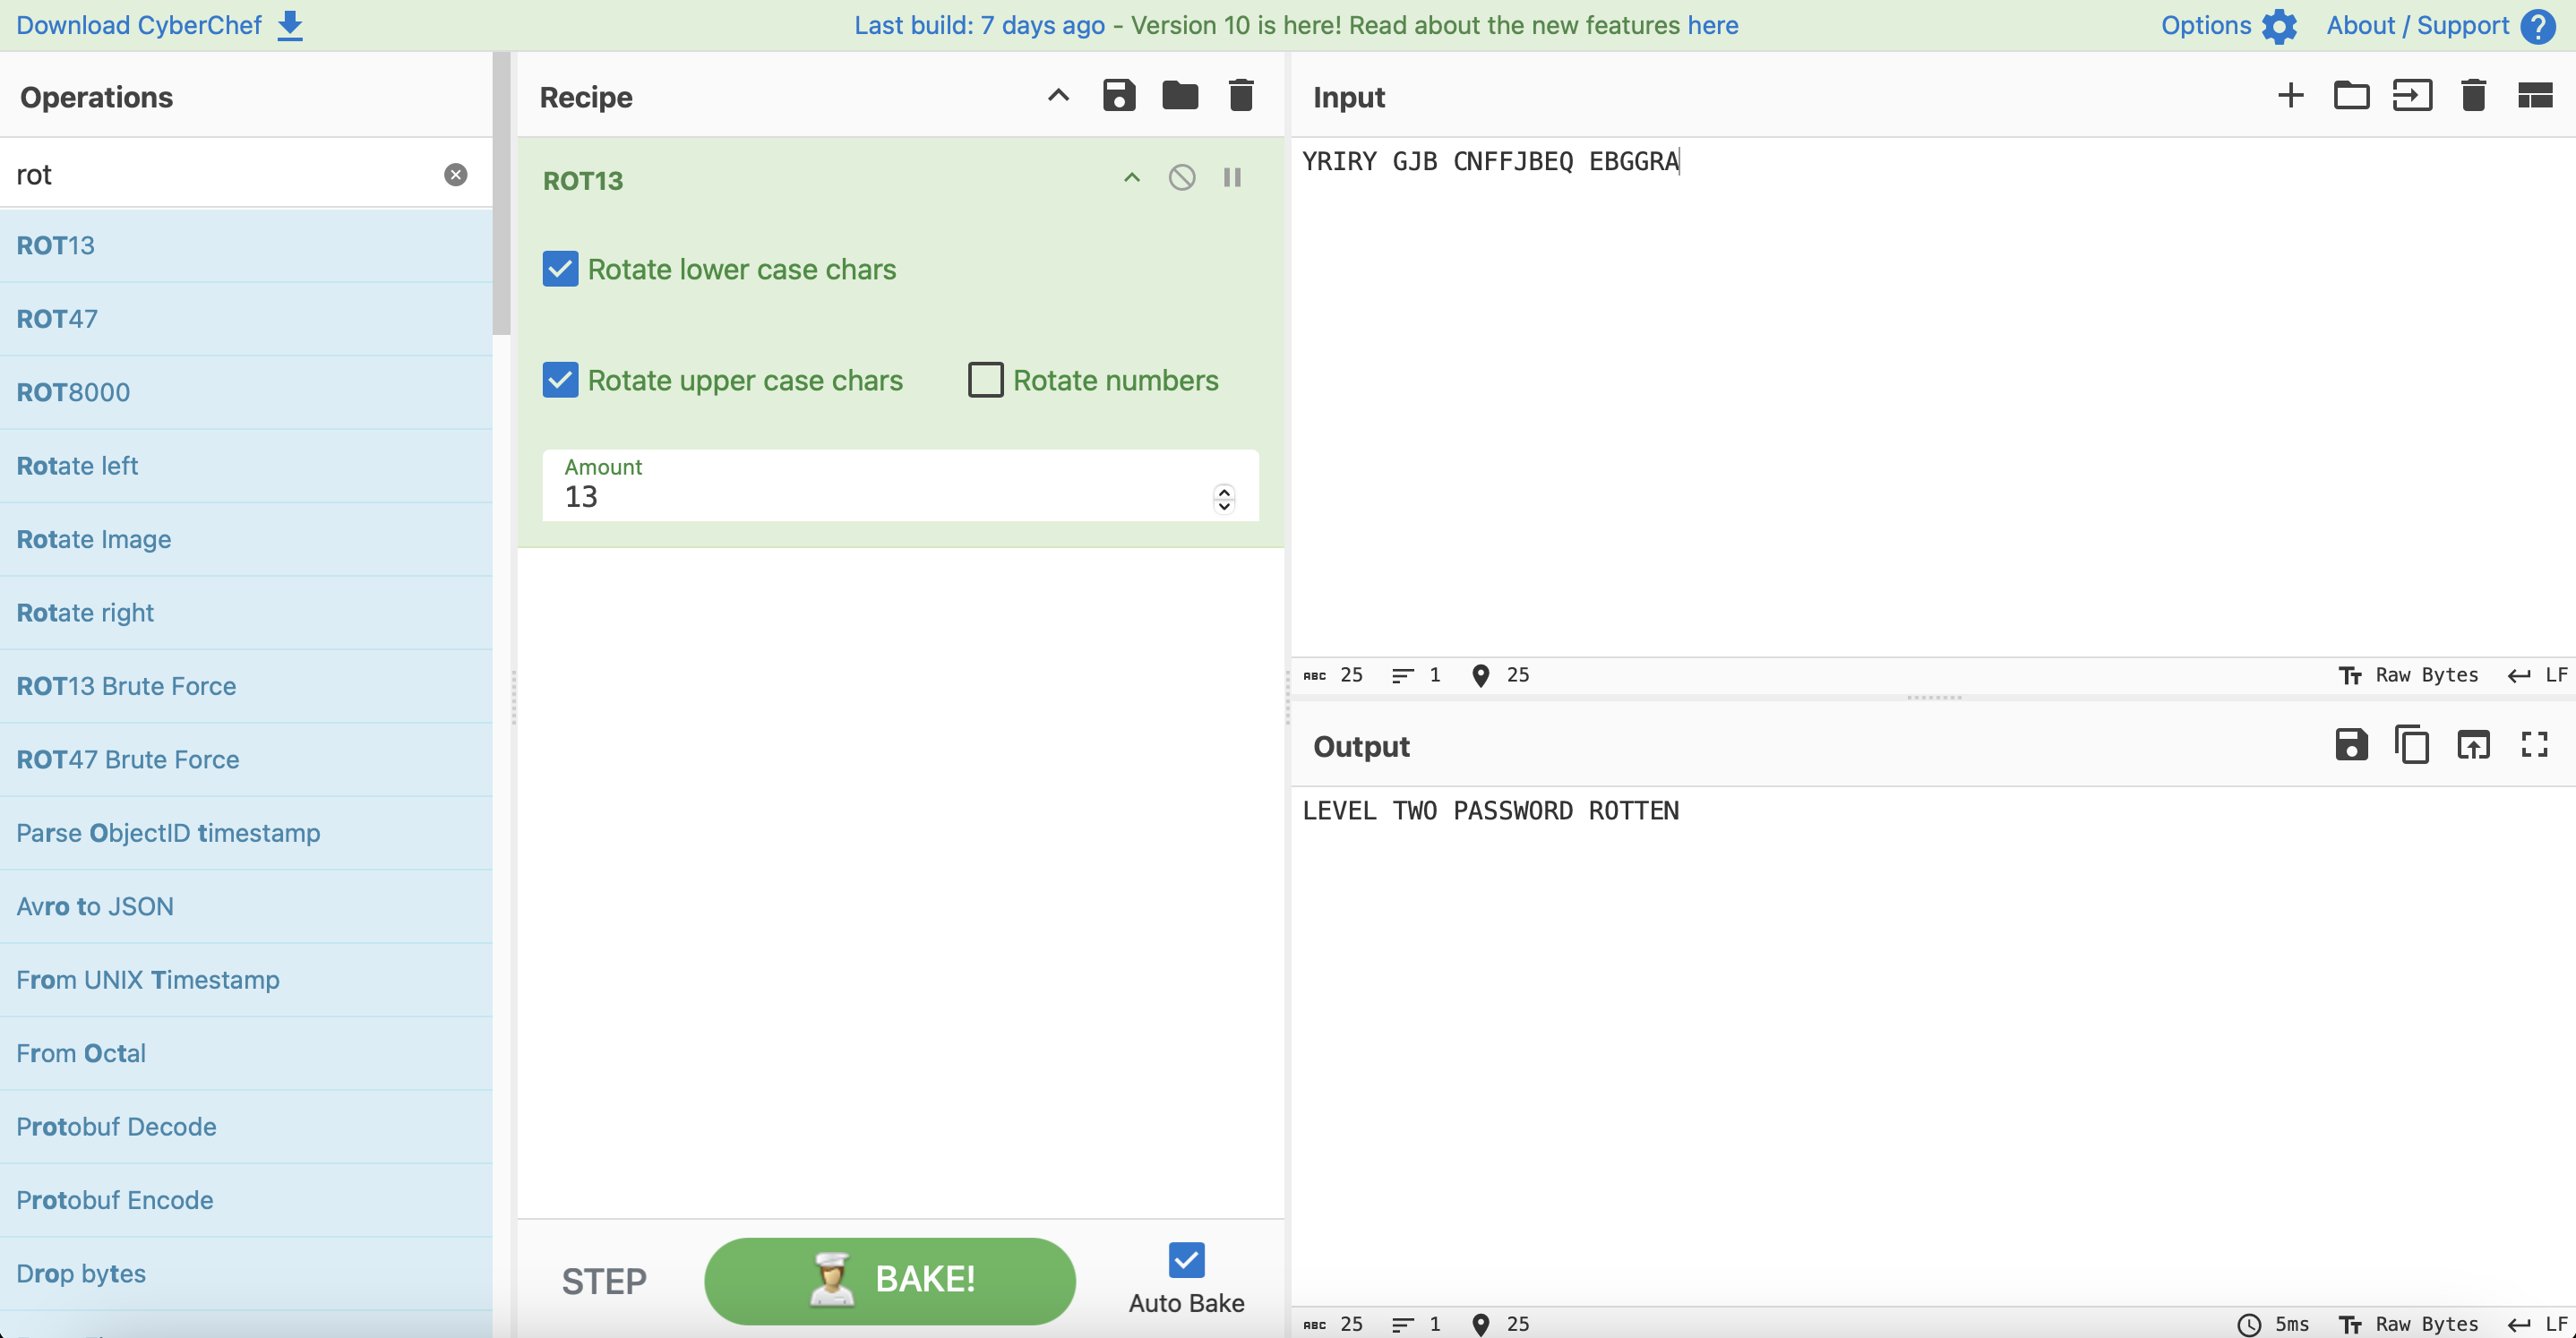 Download CyberChef
Last build: 7 days ago - Version 10 is here! Read about the new features here
Options
About / Support
Operations
rot
ROT13
ROT47
ROT8000
Rotate left
Rotate Image
Rotate right
ROT13 Brute Force
ROT47 Brute Force
Parse ObjectID timestamp
Avro to JSON
From UNIX Timestamp
From Octal
Protobuf Decode
Protobuf Encode
Drop bytes
Recipe
ROT13
Rotate lower case chars
Rotate upper case chars
Rotate numbers
Amount
13
STEP
BAKE!
Auto Bake
Input
YRIRY GJB CNFFJBEQ EBGGRA
ABC 25 1 25
Raw Bytes LF
Output
LEVEL TWO PASSWORD ROTTEN
ABC 25 1 25
5ms Raw Bytes LF